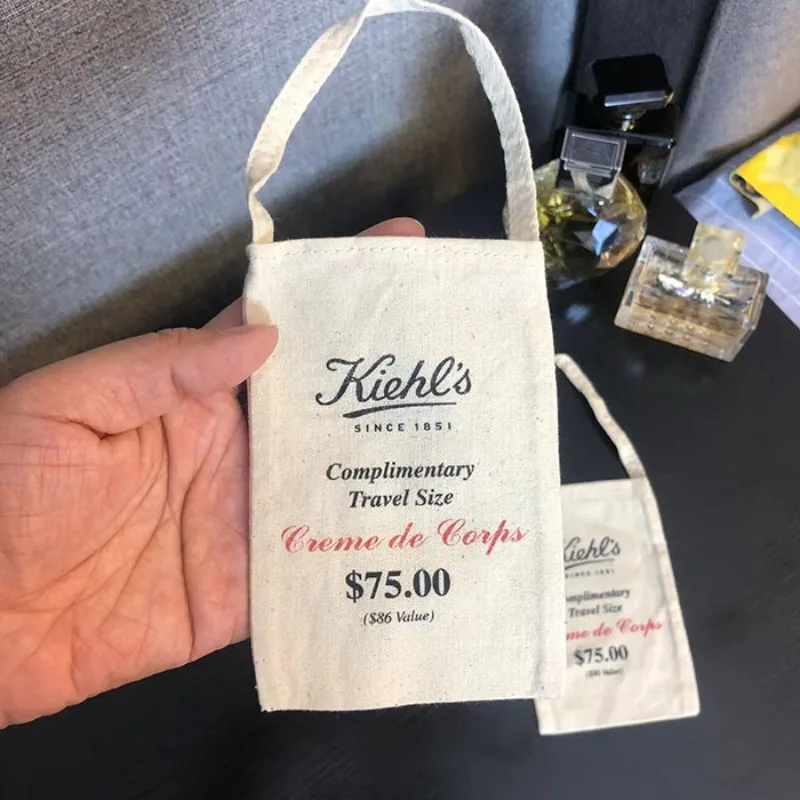 Kiehl's
SINCE 1851
Complimentary
Travel Size
Creme de Corps
$75.00
($86 Value)
Kiehl's
SINCE 1851
Complimentary
Travel Size
de Corps
$75.00
($86 Value)